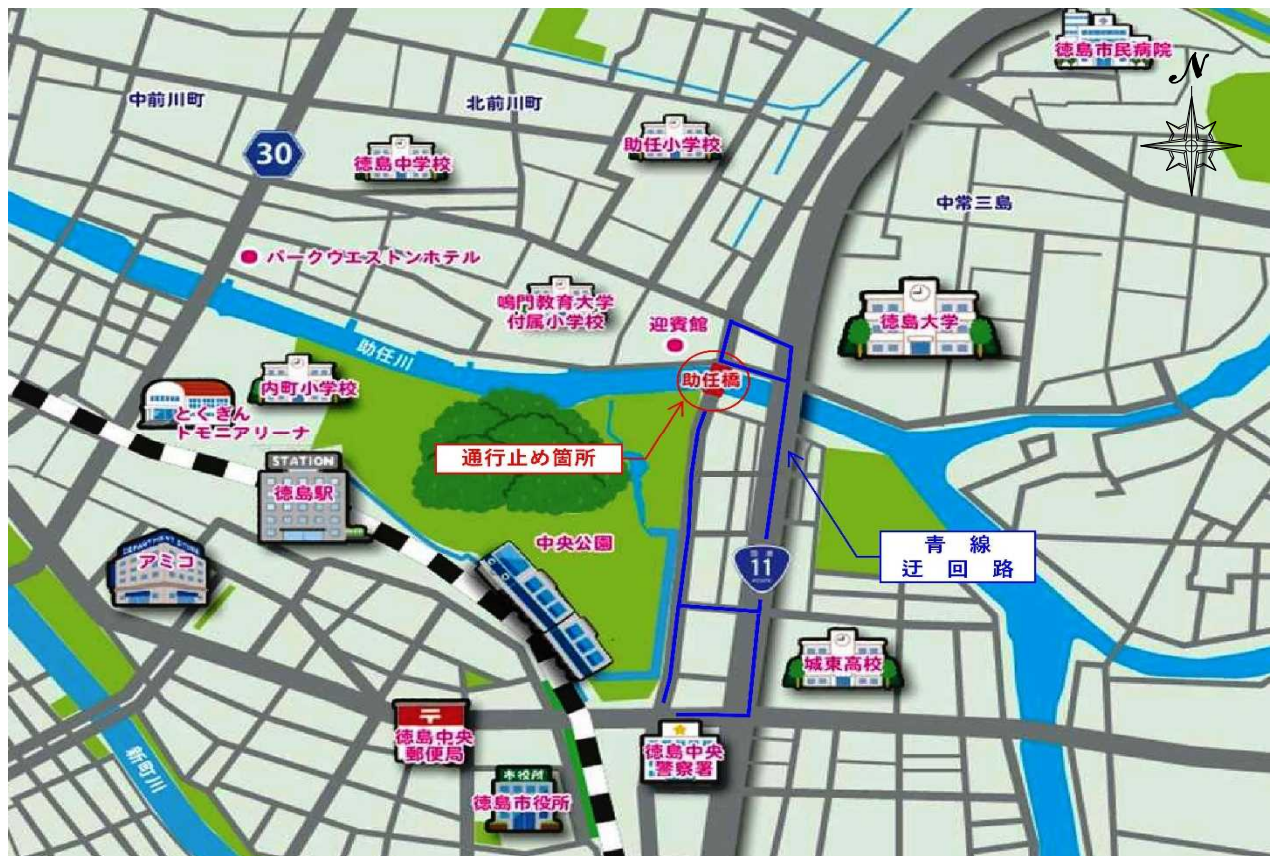 徳島市民病院
N
中前川町
北前川町
30
徳島中学校
助任小学校
中常三島
パークウエストンホテル
鳴門教育大学
付属小学校
迎賓館
徳島大学
助任川
助任橋
内町小学校
とくぎん
トモニアリーナ
通行止め箇所
STATION
徳島駅
中央公園
青線
迂回路
国道
11
ROUTE
DEPARTMENT STORE
アミコ
城東高校
徳島中央
郵便局
徳島中央
警察署
新町川
市役所
徳島市役所